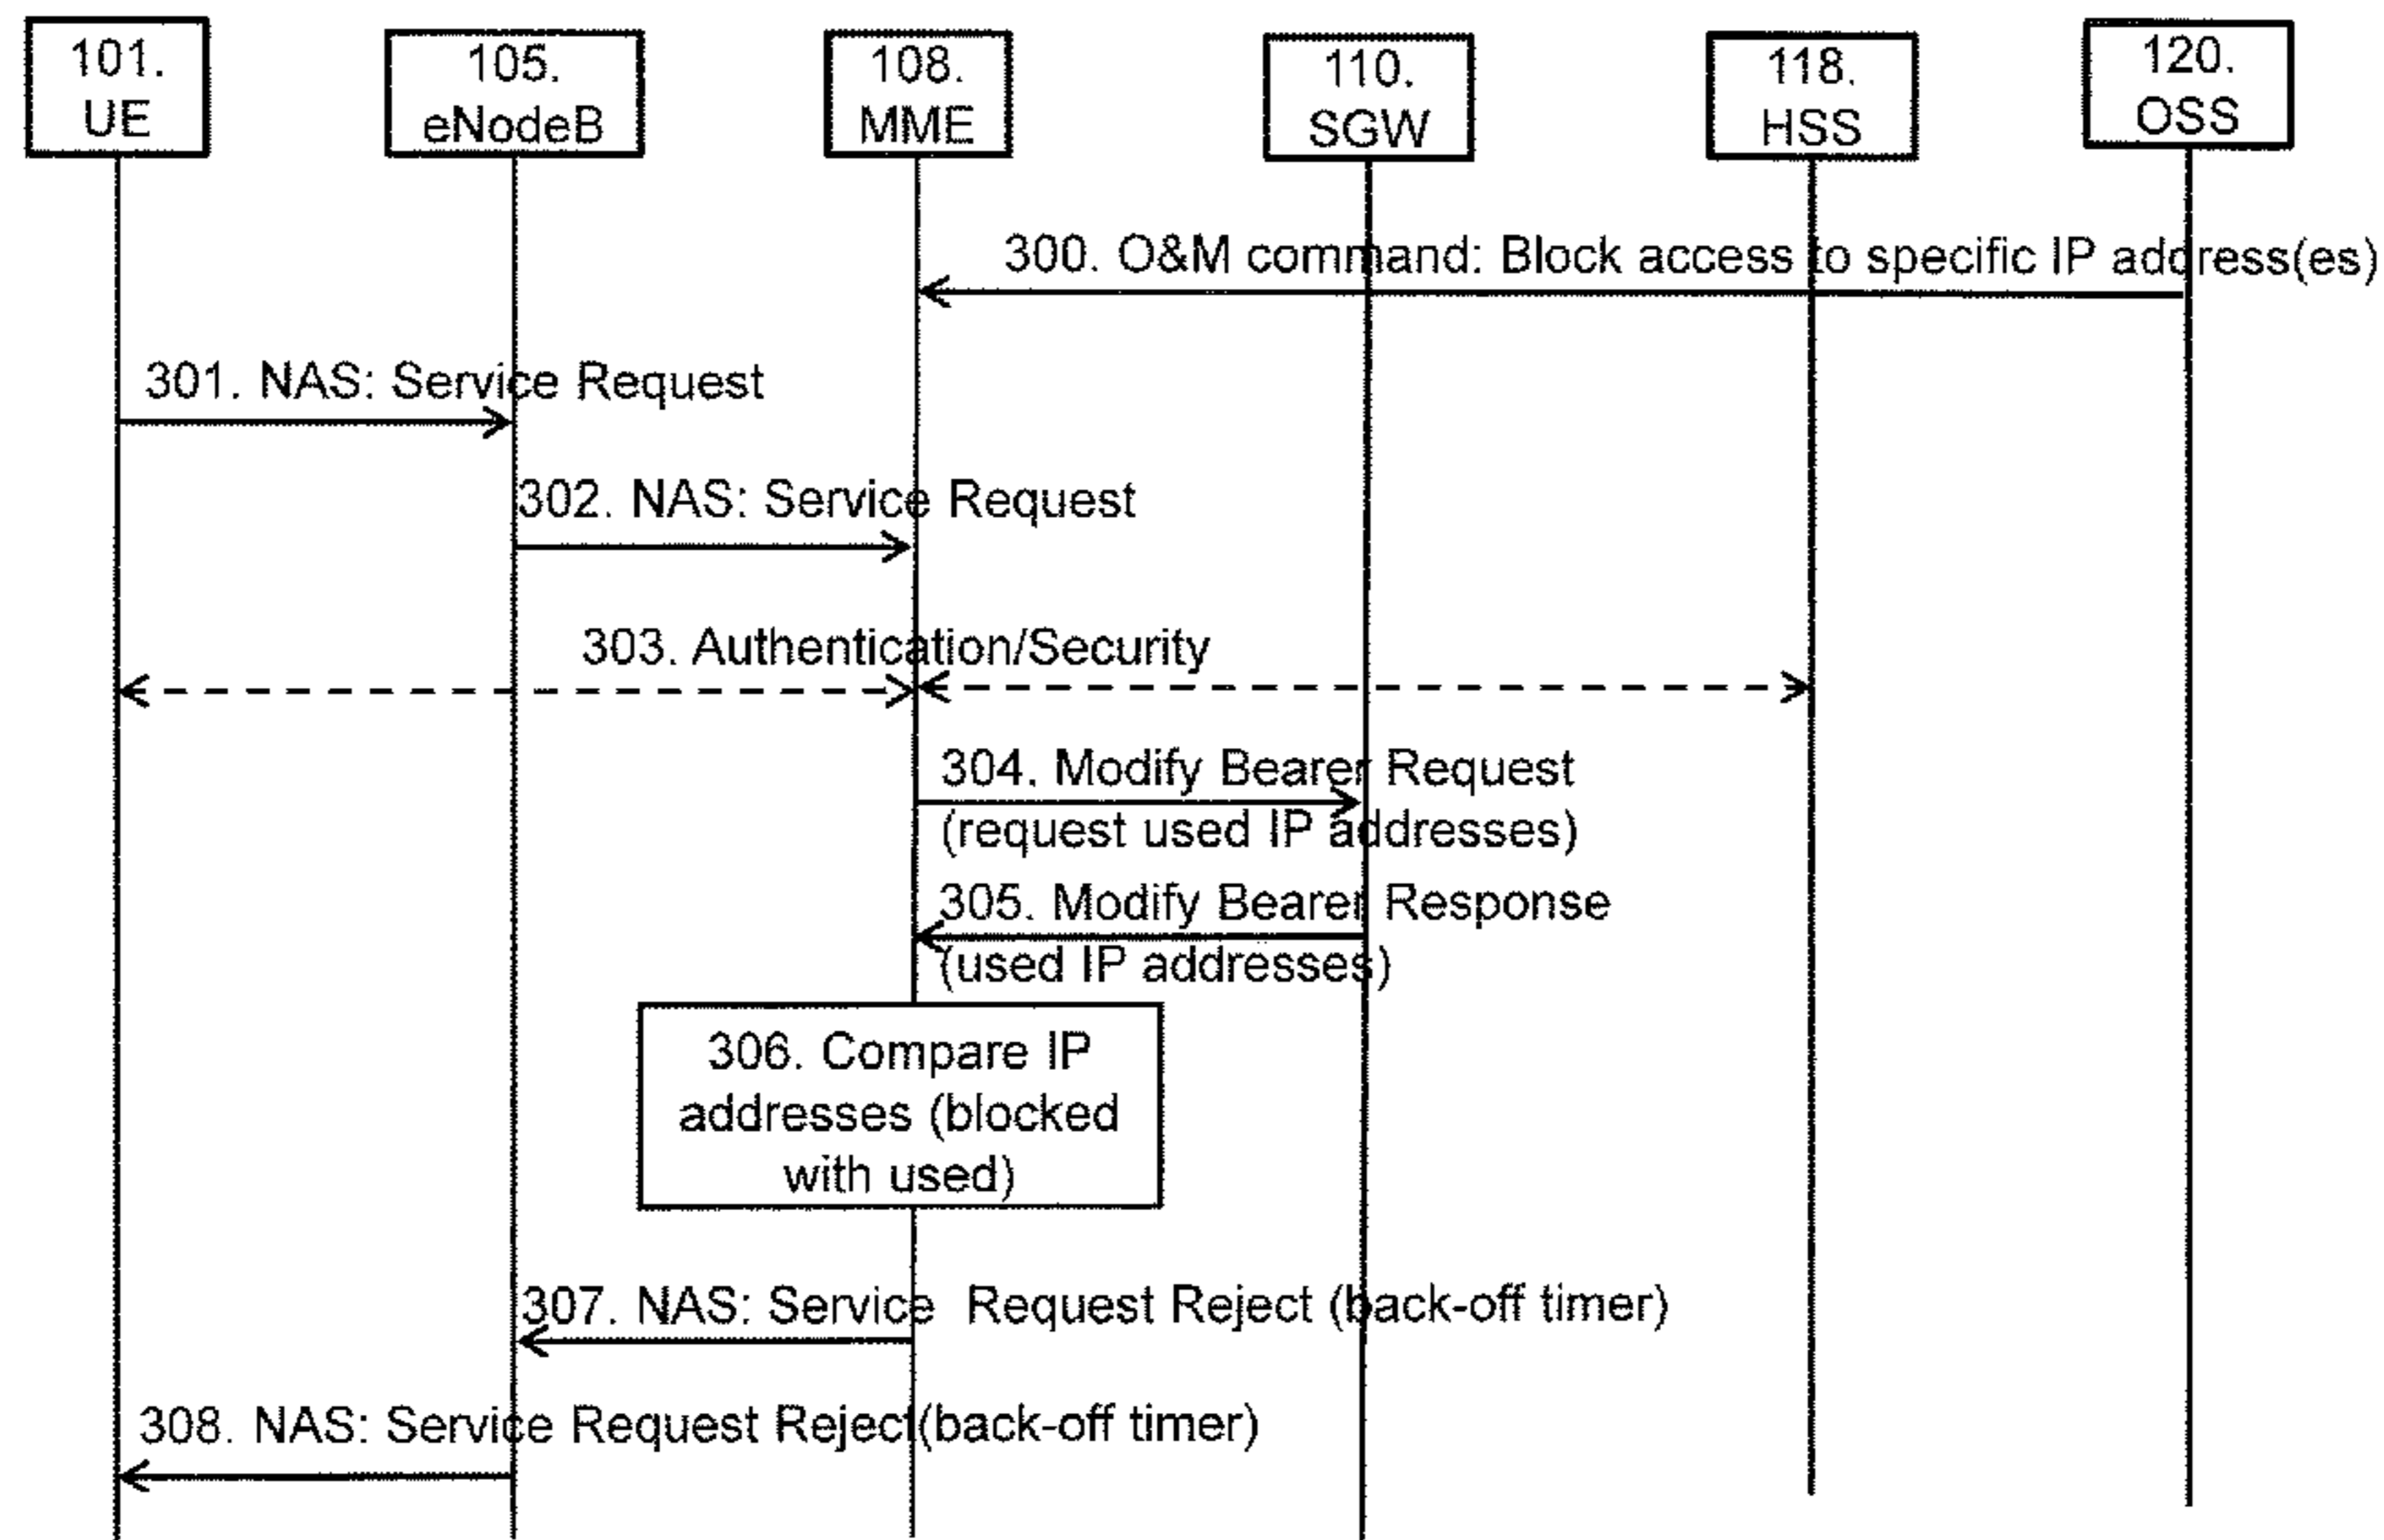 101.
UE
105.
eNodeB
108.
MME
110.
SGW
118.
HSS
120.
OSS
300. O&M command: Block access to specific IP address(es)
301. NAS: Service Request
302. NAS: Service Request
303. Authentication/Security
304. Modify Bearer Request
(request used IP addresses)
305. Modify Bearer Response
(used IP addresses)
306. Compare IP
addresses (blocked
with used)
307. NAS: Service Request Reject (back-off timer)
308. NAS: Service Request Reject(back-off timer)